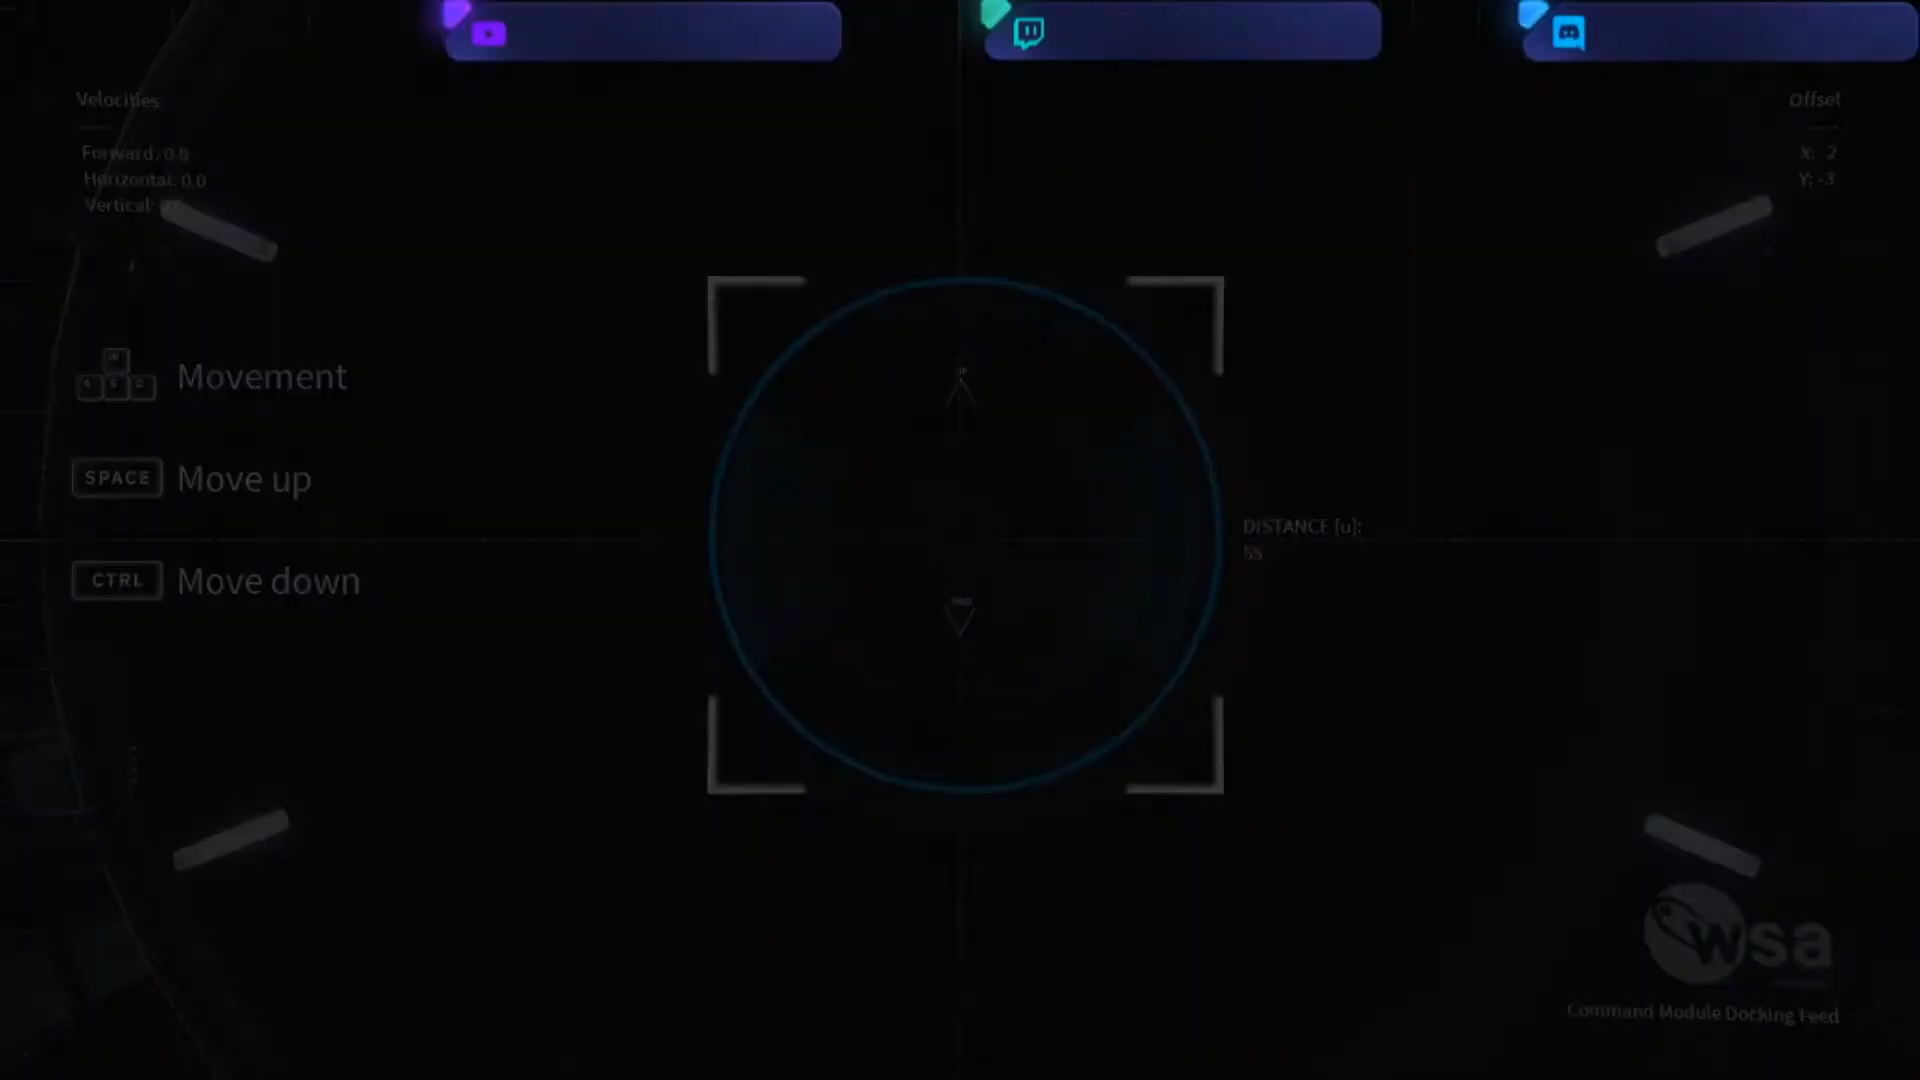 Velocities
Offset
Forward: 0.0
X: 2
Horizontal: 0.0
Y: -3
Vertical:
W
A S D
Movement
SPACE
Move up
DISTANCE [u]:
55
CTRL
Move down
wsa
Command Module Docking Feed